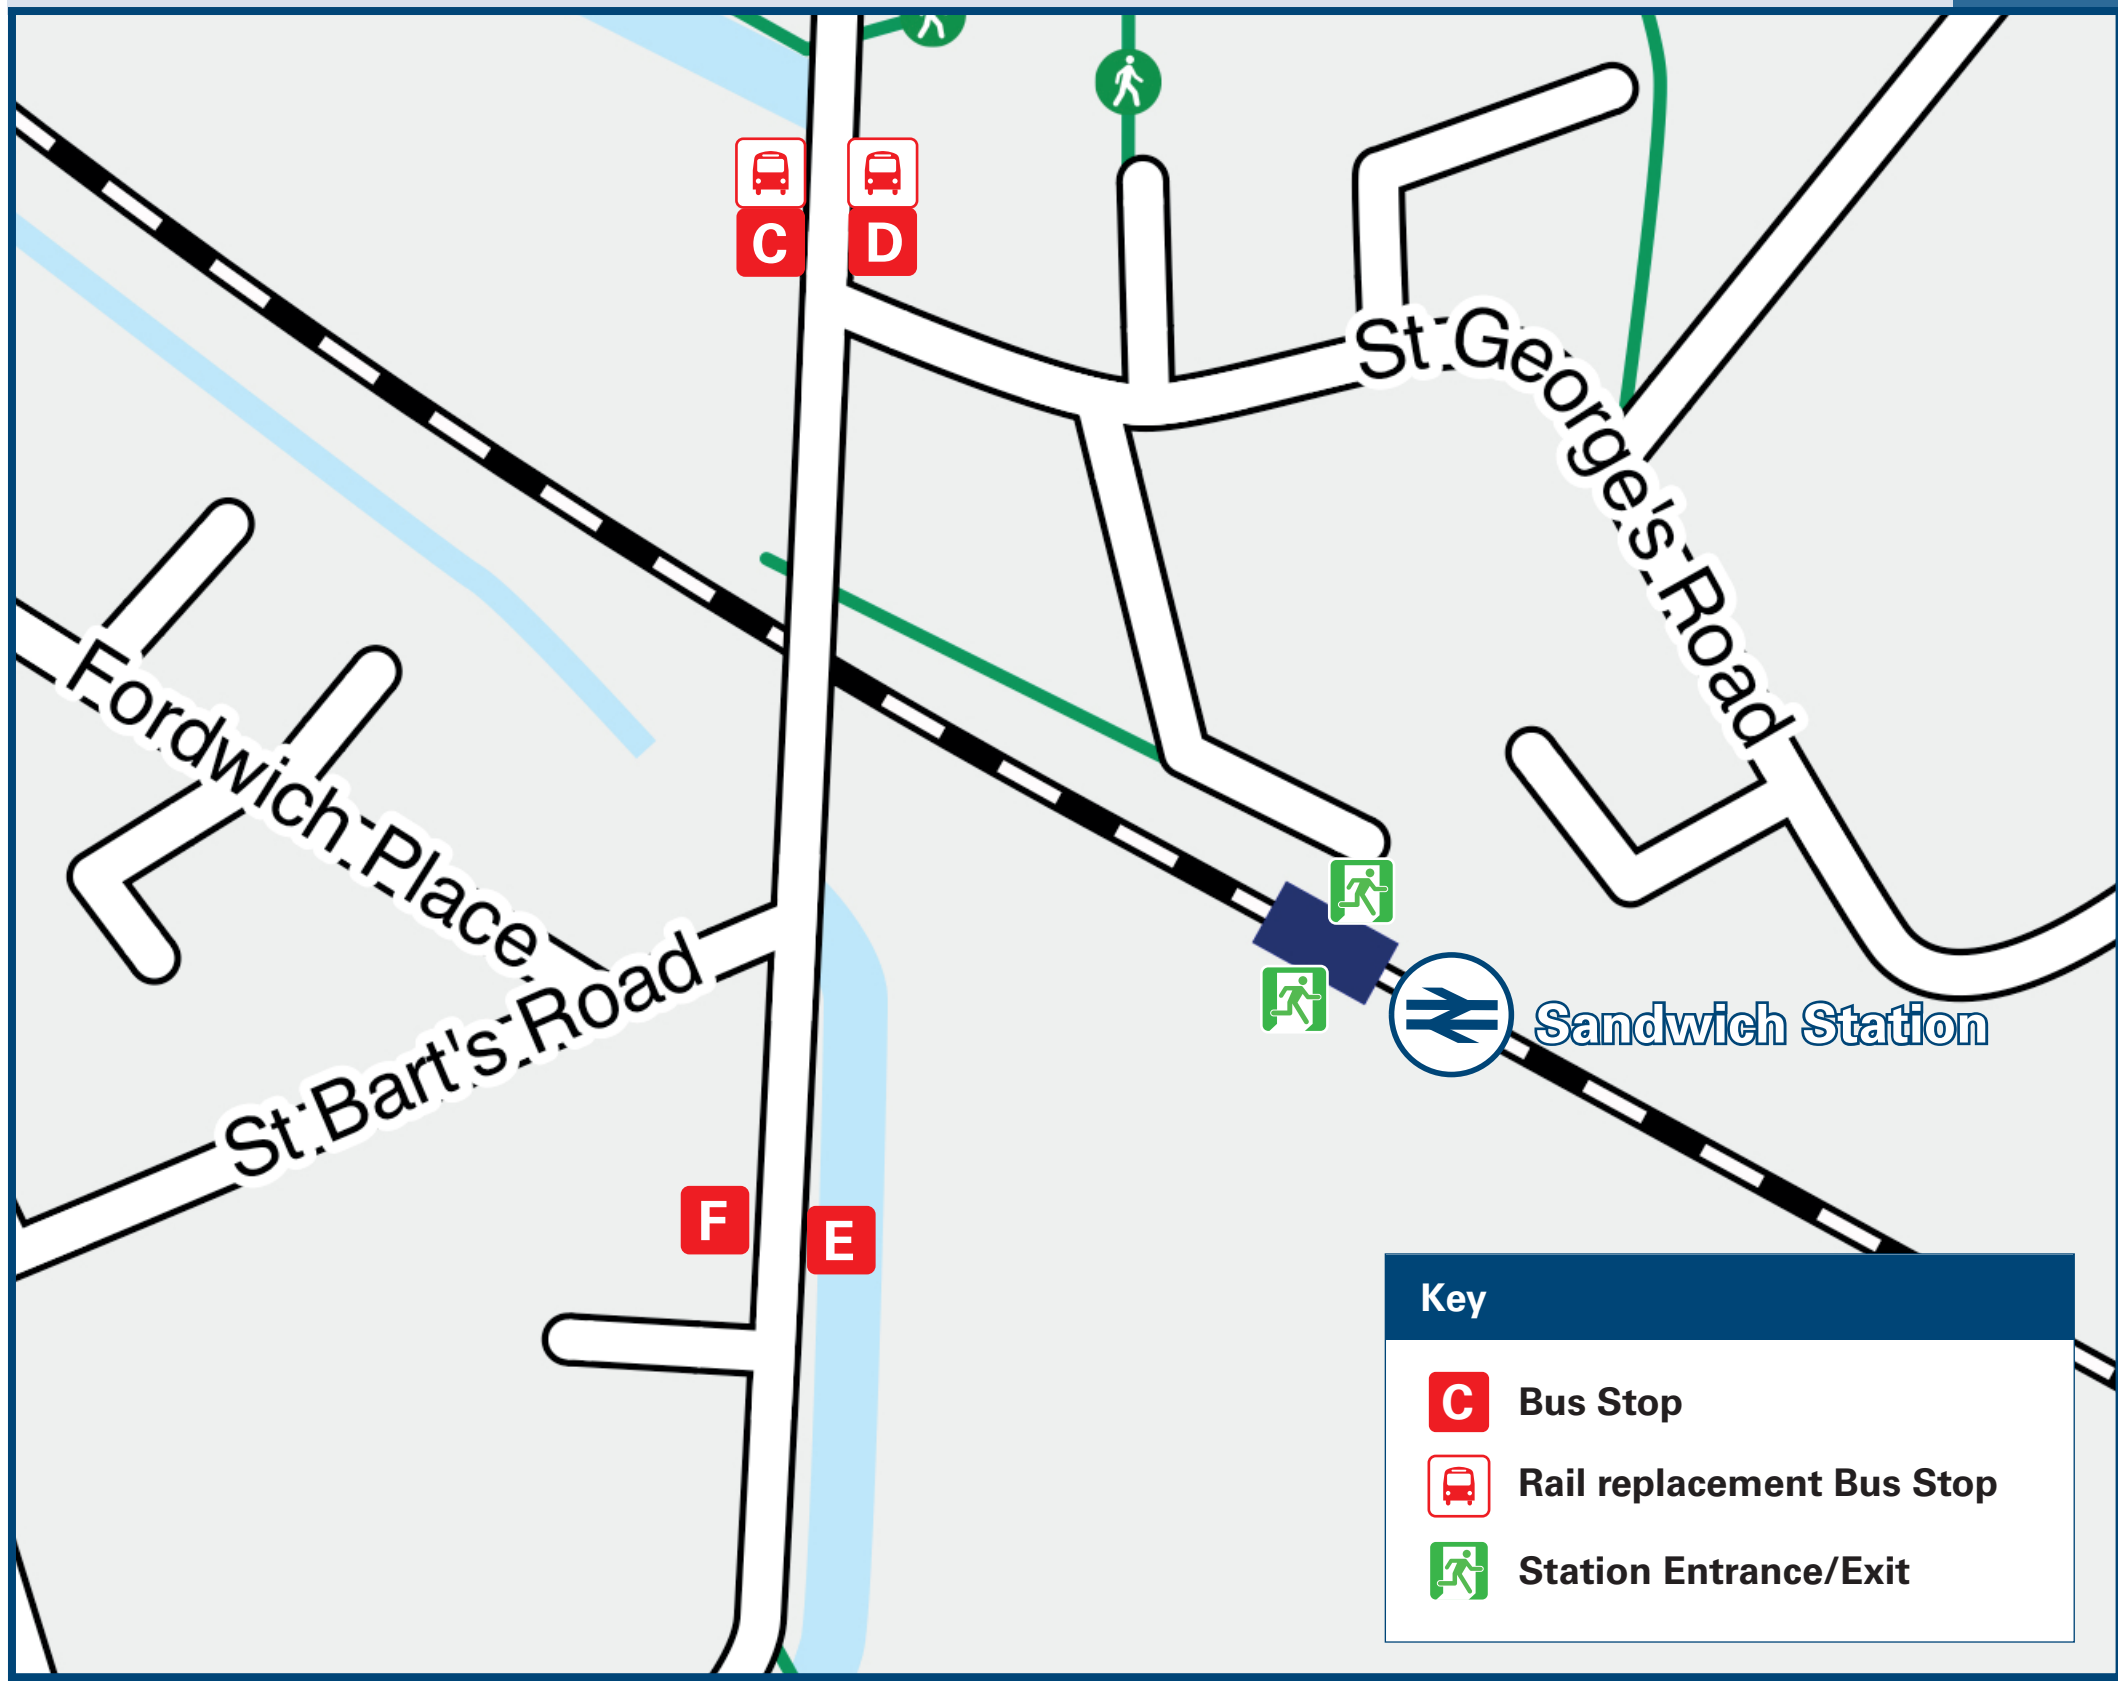 C
D
St George's Road
Fordwich Place
St Bart's Road
Sandwich Station
F
E
Key
C Bus Stop
Rail replacement Bus Stop
Station Entrance/Exit